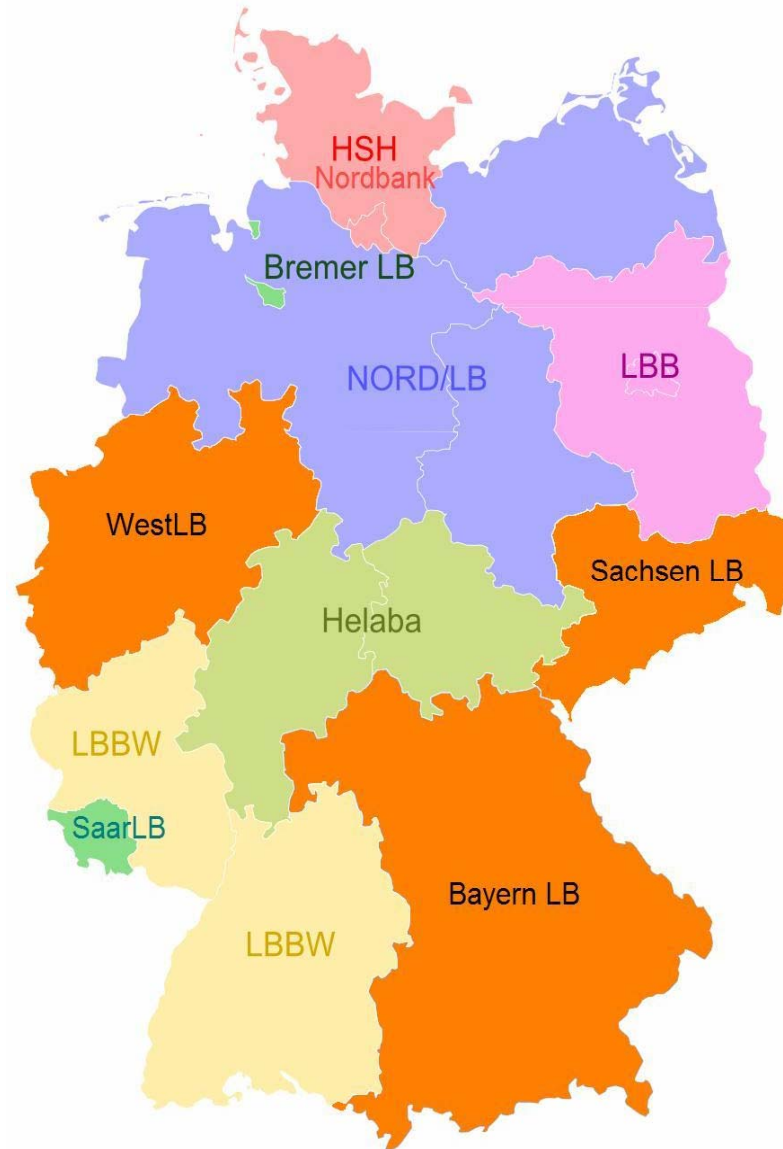 HSH
Nordbank
Bremer LB
NORD/LB
LBB
WestLB
Sachsen LB
Helaba
LBBW
SaarLB
Bayern LB
LBBW